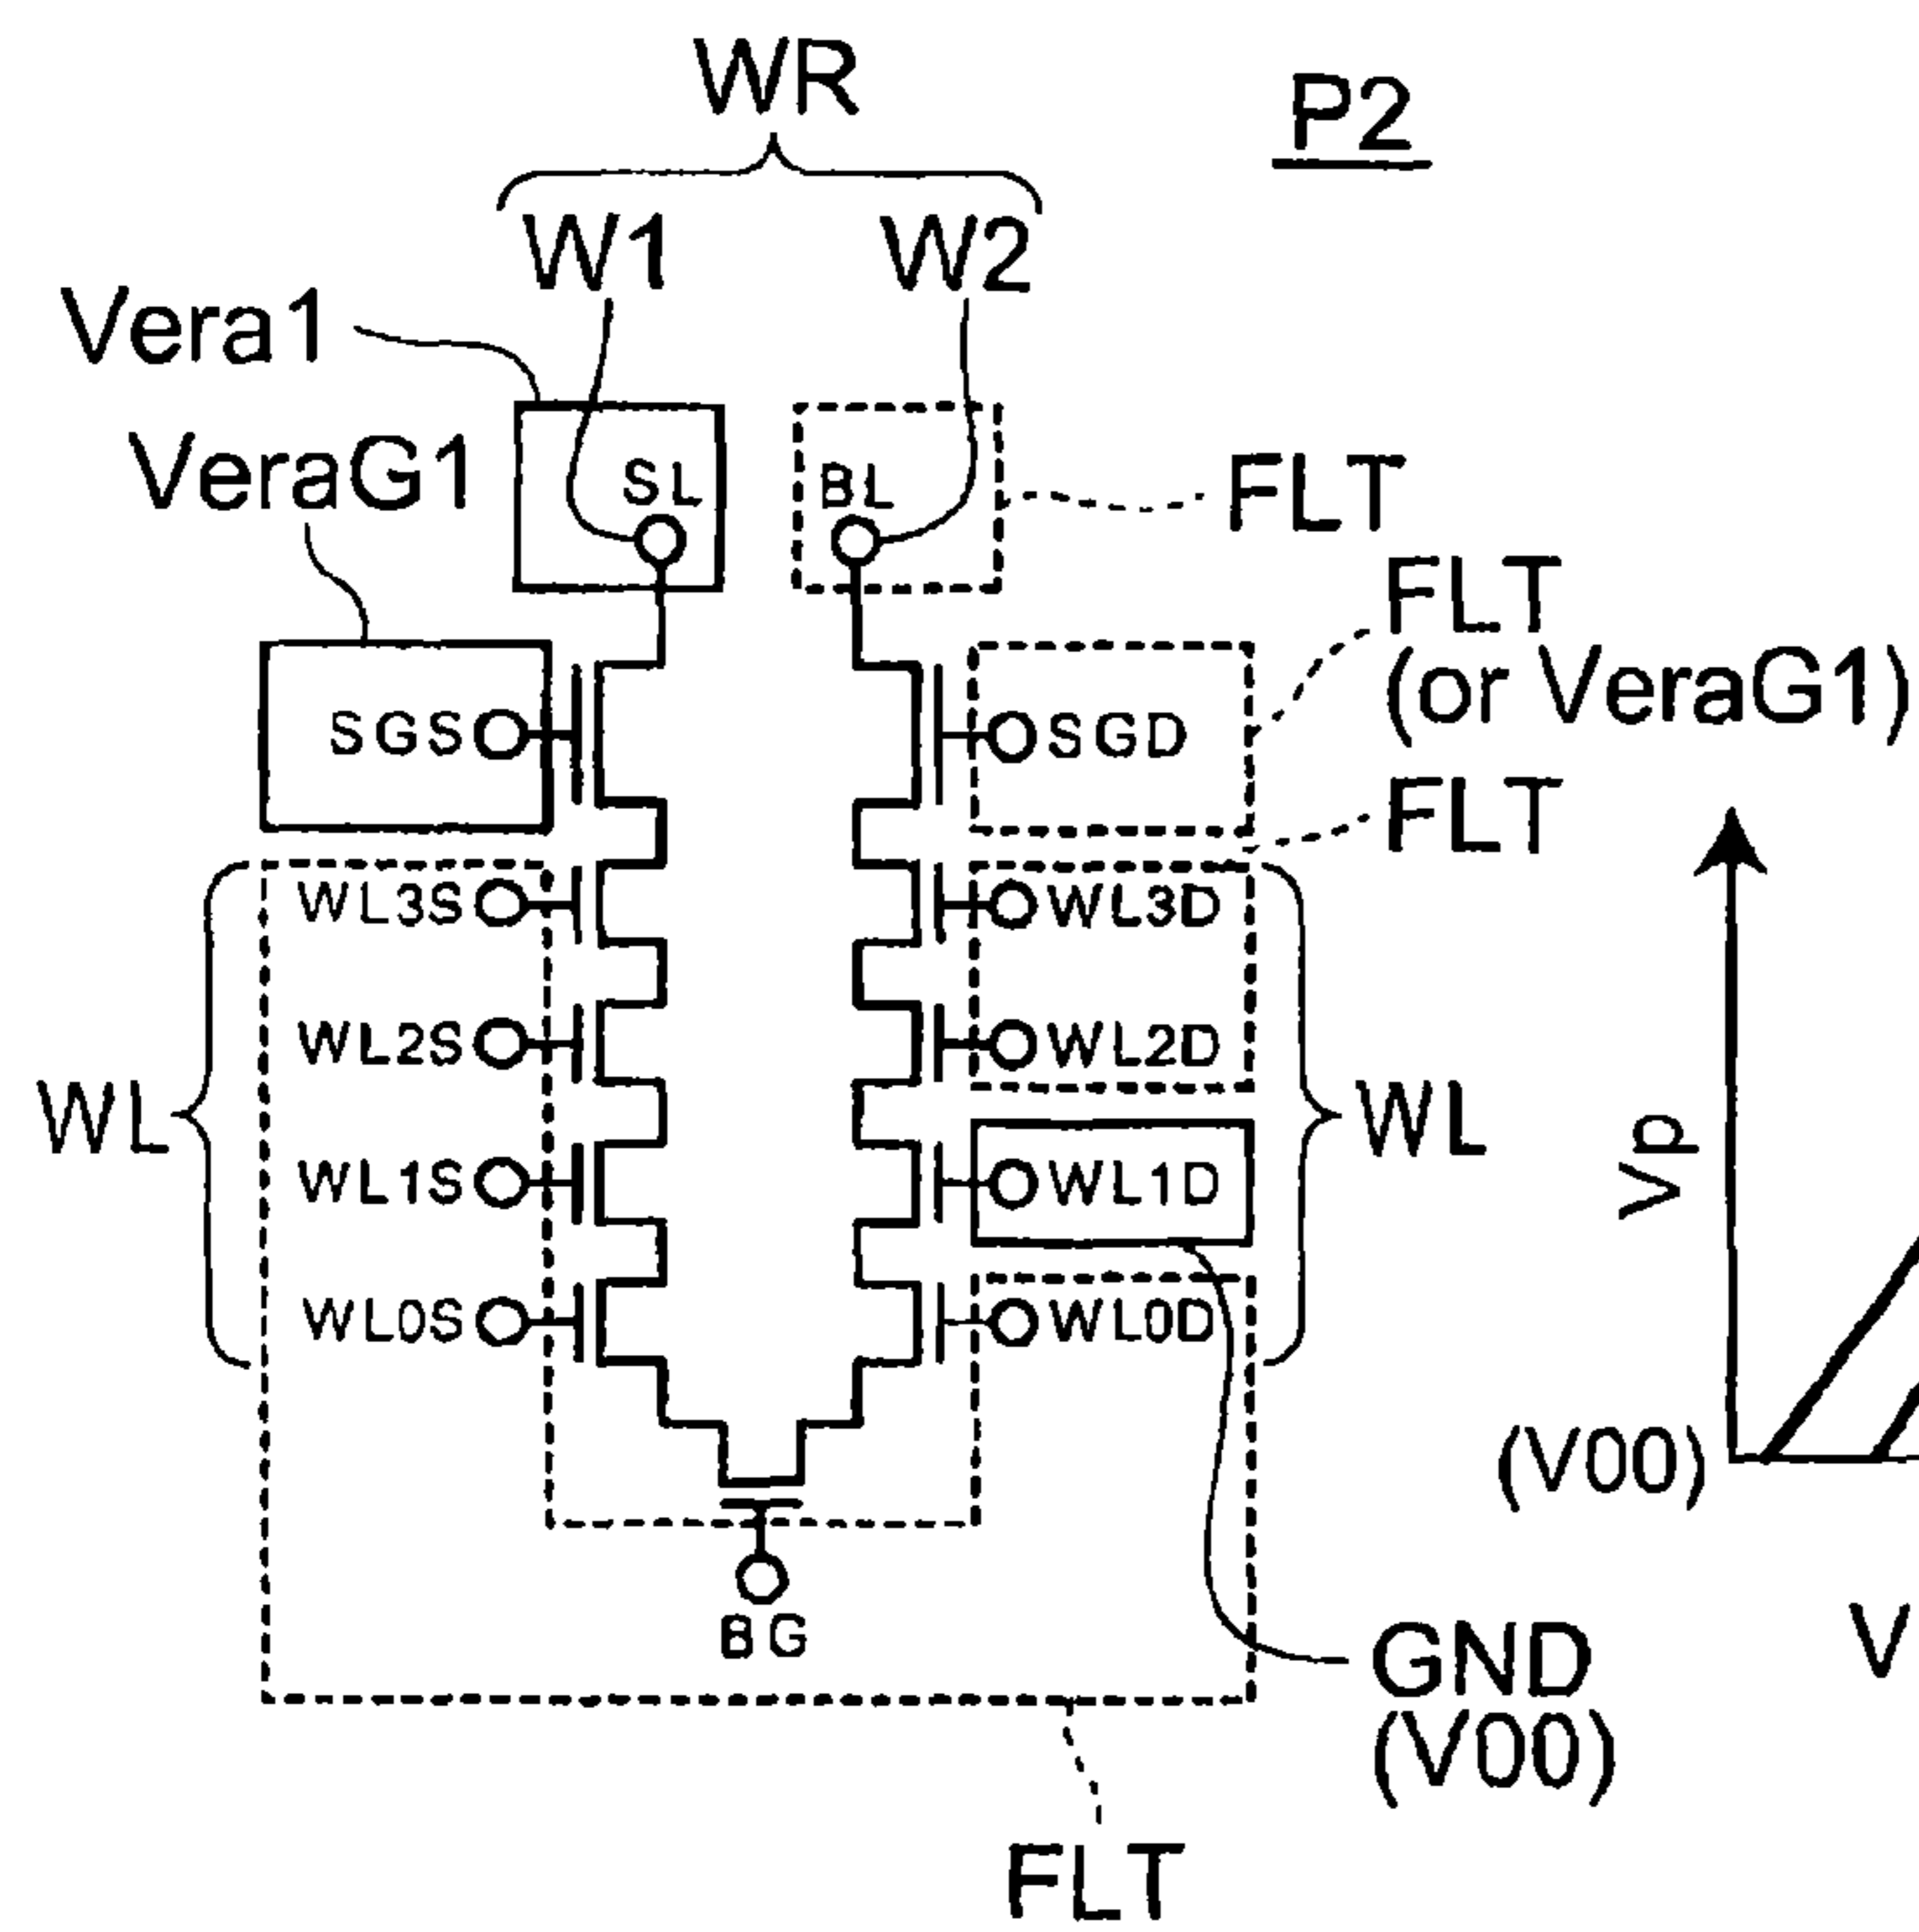 WR
P2
W1
W2
Vera1
VeraG1
SL
BL
FLT
FLT
(or VeraG1)
SGS
SGD
FLT
WL3S
WL3D
WL2S
WL2D
WL
WL
Vp
WL1S
WL1D
WL0S
WL0D
(V00)
BG
V
GND
(V00)
FLT